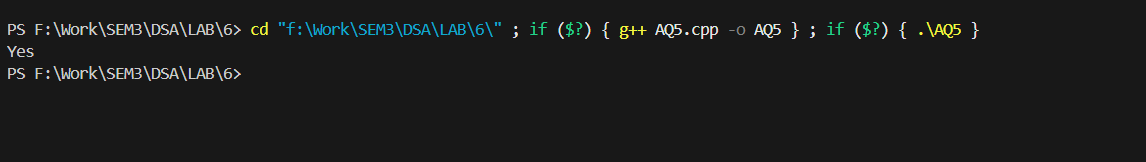 PS F:\Work\SEM3\DSA\LAB\6> cd "f:\Work\SEM3\DSA\LAB\6\" ; if ($?) { g++ AQ5.cpp -o AQ5 } ; if ($?) { .\AQ5 }
Yes
PS F:\Work\SEM3\DSA\LAB\6>